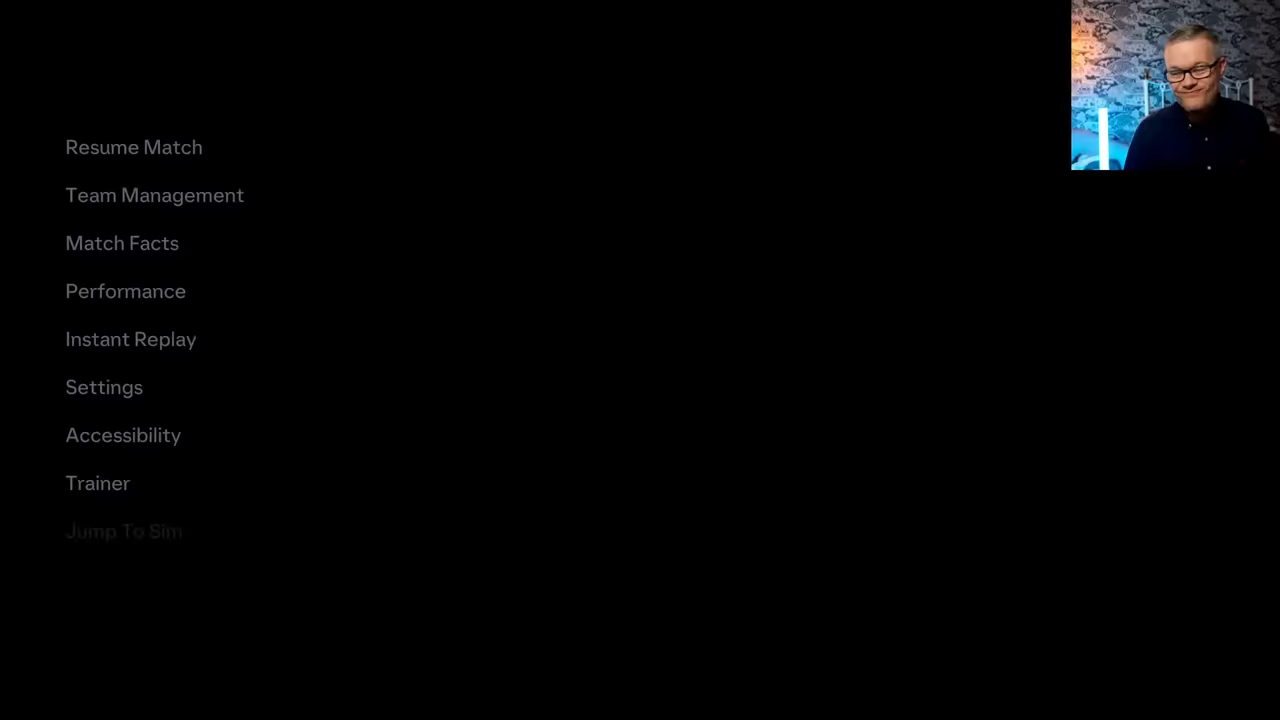 Resume Match
Team Management
Match Facts
Performance
Instant Replay
Settings
Accessibility
Trainer
Jump To Sim